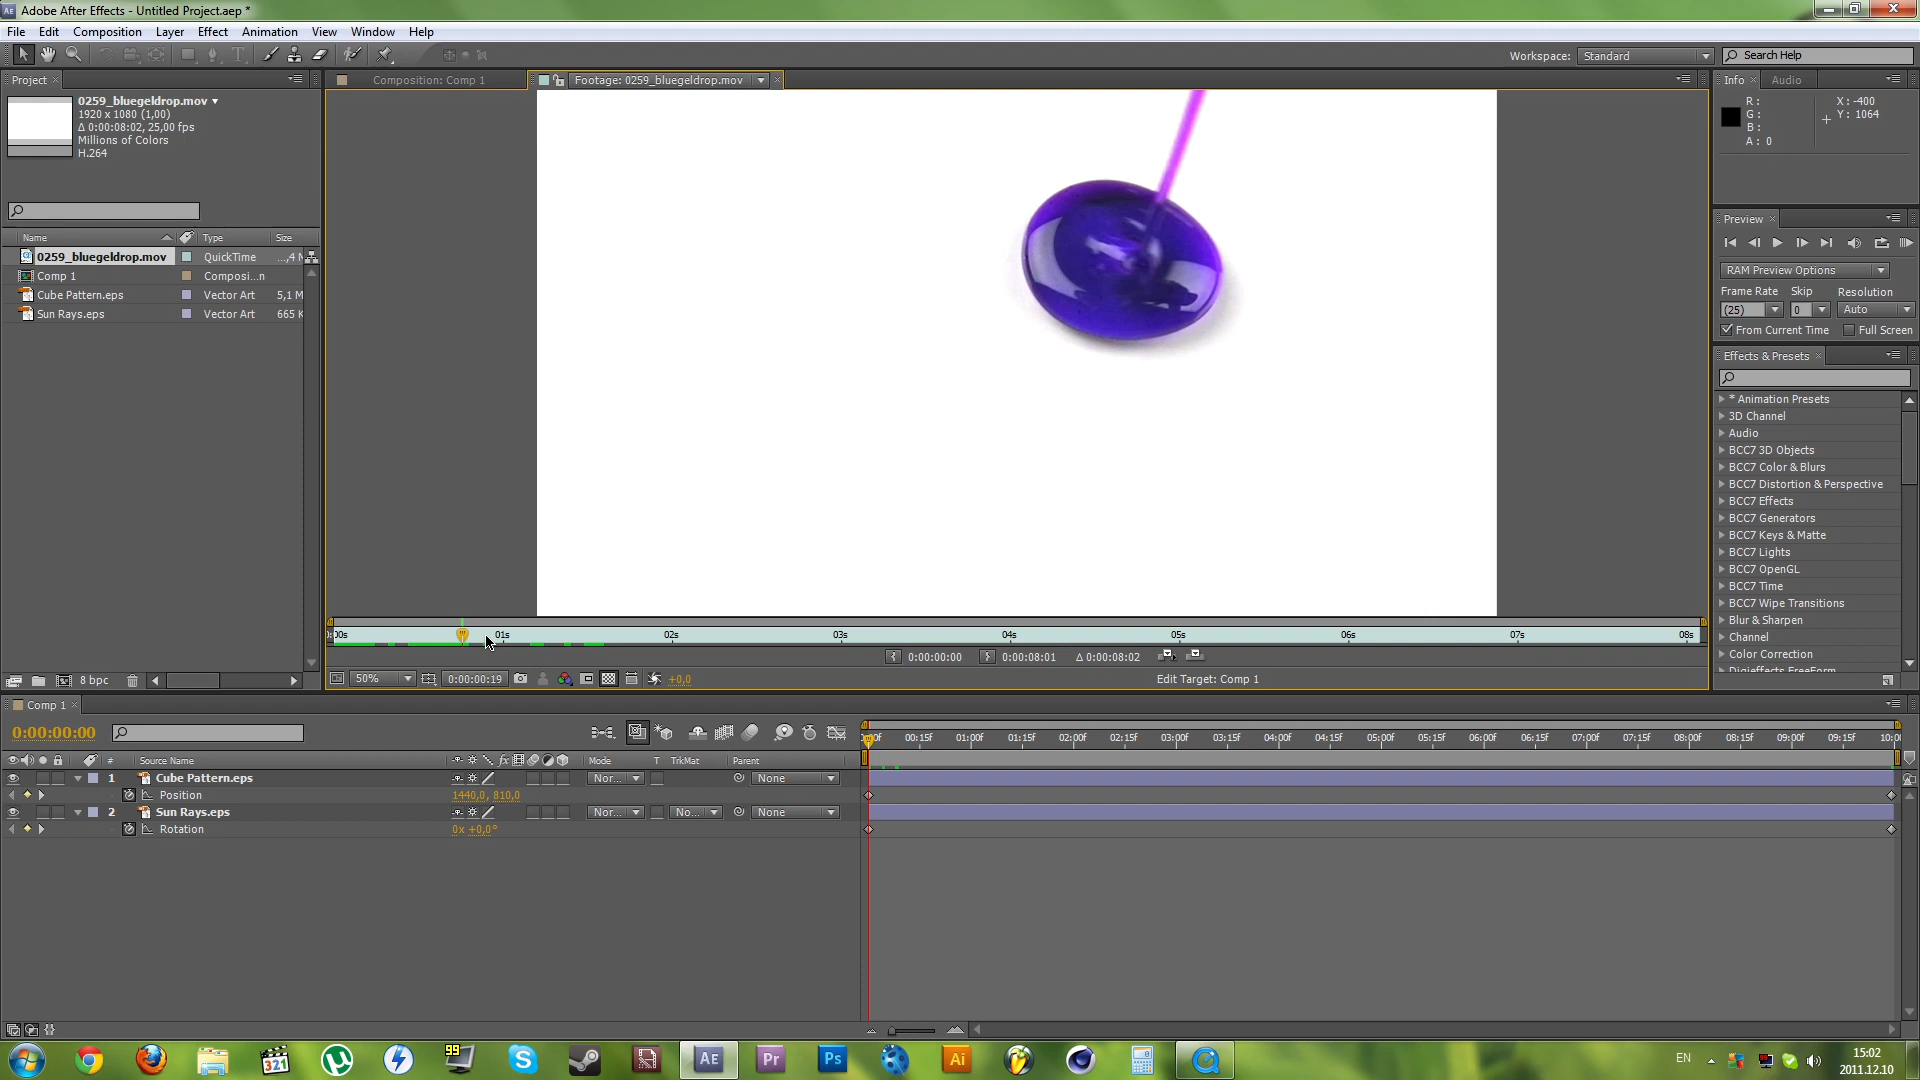 Adobe After Effects - Untitled Project.aep *
File Edit Composition Layer Effect Animation View Window Help
Workspace: Standard Search Help
Project
0259_bluegeldrop.mov
1920 x 1080 (1,00)
Δ 0:00:08:02, 25,00 fps
Millions of Colors
H.264
Name Type Size
0259_bluegeldrop.mov QuickTime ...,4 M
Comp 1 Composi...n
Cube Pattern.eps Vector Art 5,1 M
Sun Rays.eps Vector Art 665 K
8 bpc
Composition: Comp 1 Footage: 0259_bluegeldrop.mov
00s 01s 02s 03s 04s 05s 06s 07s 08s
0:00:00:00 0:00:08:01 Δ 0:00:08:02
50% 0:00:00:19 +0,0 Edit Target: Comp 1
Info Audio
R: X: -400
G: Y: 1064
B:
A: 0
Preview
RAM Preview Options
Frame Rate Skip Resolution
(25) 0 Auto
From Current Time Full Screen
Effects & Presets
* Animation Presets
3D Channel
Audio
BCC7 3D Objects
BCC7 Color & Blurs
BCC7 Distortion & Perspective
BCC7 Effects
BCC7 Generators
BCC7 Keys & Matte
BCC7 Lights
BCC7 OpenGL
BCC7 Time
BCC7 Wipe Transitions
Blur & Sharpen
Channel
Color Correction
Digieffects FreeForm
Comp 1
0:00:00:00
00:15f 01:00f 01:15f 02:00f 02:15f 03:00f 03:15f 04:00f 04:15f 05:00f 05:15f 06:00f 06:15f 07:00f 07:15f 08:00f 08:15f 09:00f 09:15f 10:0
# Source Name fx Mode T TrkMat Parent
1 Cube Pattern.eps Nor... None
Position 1440,0, 810,0
2 Sun Rays.eps Nor... No... None
Rotation 0x +0,0°
321 99 Ae Pr Ps Ai
EN 15:02
2011.12.10